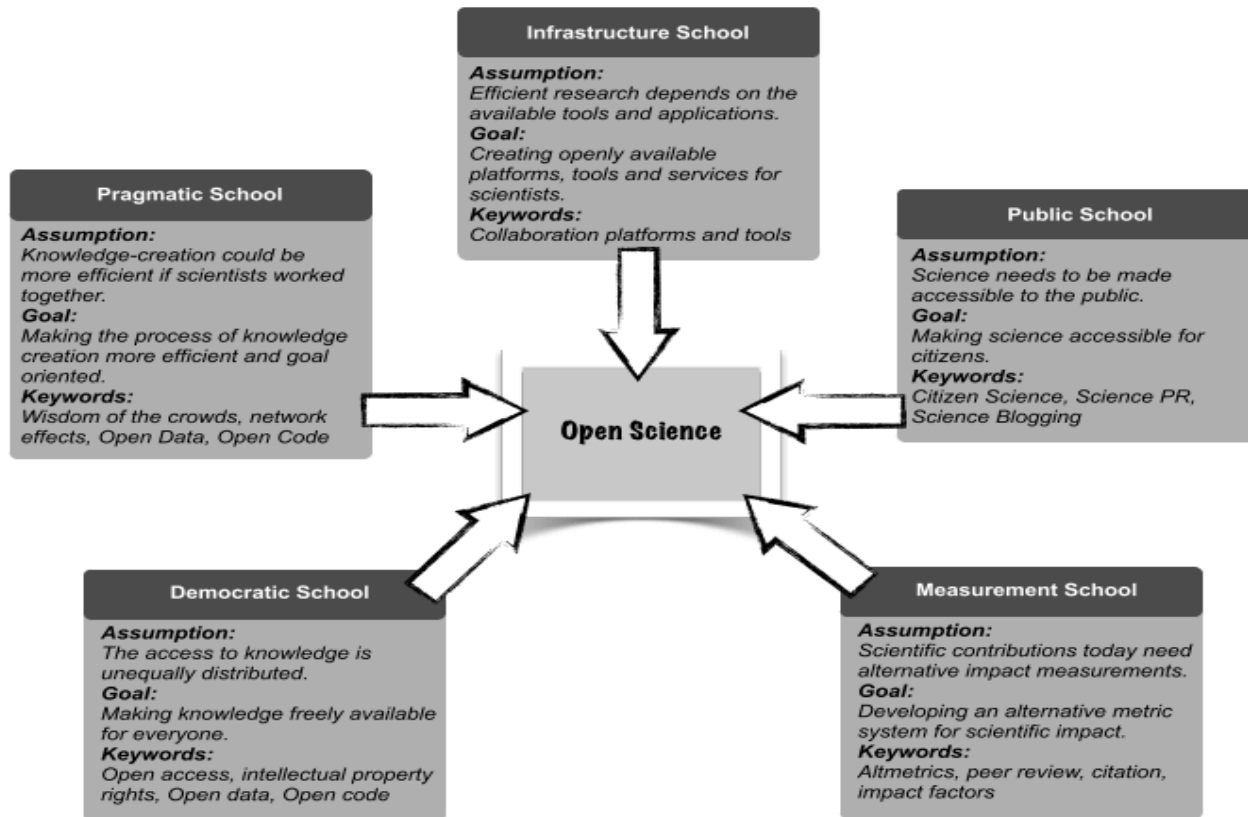 Infrastructure School
Assumption:
Efficient research depends on the
available tools and applications.
Goal:
Creating openly available
platforms, tools and services for
scientists.
Keywords:
Collaboration platforms and tools
Pragmatic School
Assumption:
Knowledge-creation could be
more efficient if scientists worked
together.
Goal:
Making the process of knowledge
creation more efficient and goal
oriented.
Keywords:
Wisdom of the crowds, network
effects, Open Data, Open Code
Public School
Assumption:
Science needs to be made
accessible to the public.
Goal:
Making science accessible for
citizens.
Keywords:
Citizen Science, Science PR,
Science Blogging
Open Science
Democratic School
Assumption:
The access to knowledge is
unequally distributed.
Goal:
Making knowledge freely available
for everyone.
Keywords:
Open access, intellectual property
rights, Open data, Open code
Measurement School
Assumption:
Scientific contributions today need
alternative impact measurements.
Goal:
Developing an alternative metric
system for scientific impact.
Keywords:
Altmetrics, peer review, citation,
impact factors